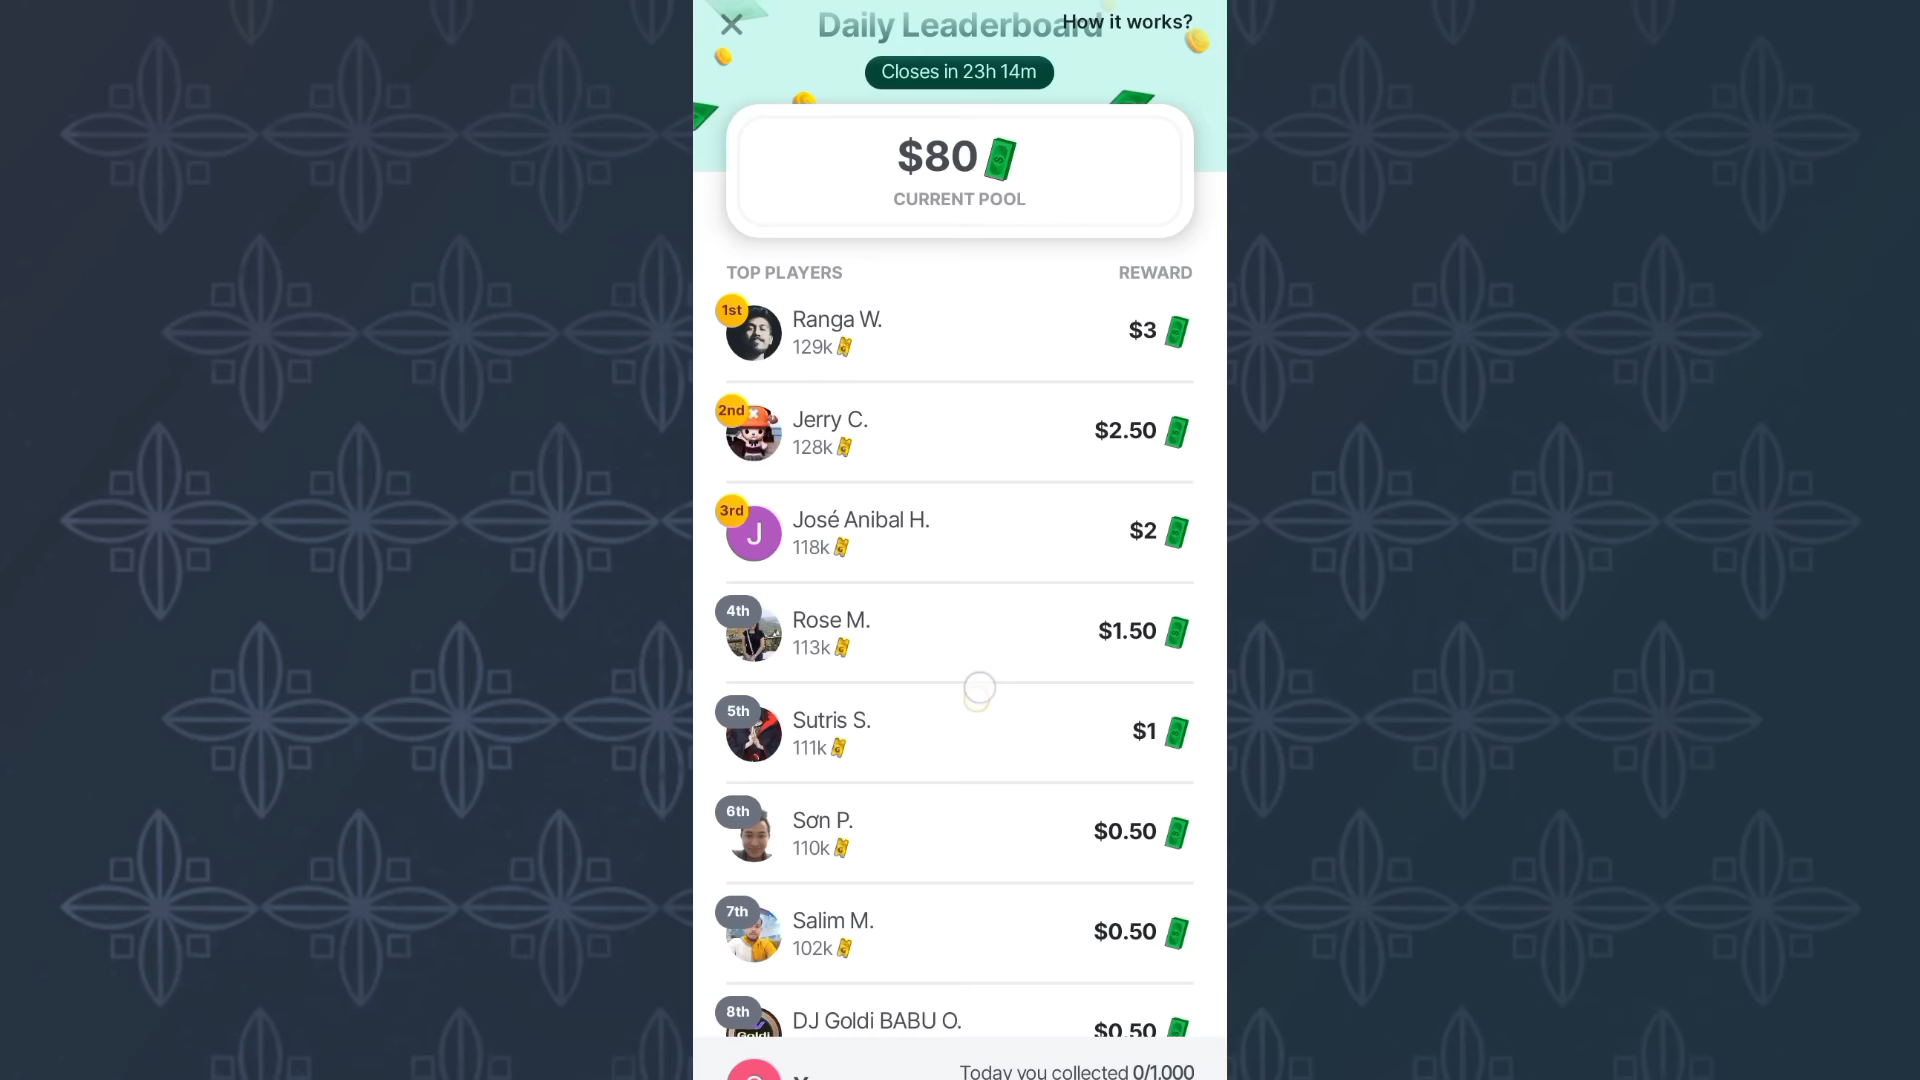 Daily Leaderboard
How it works?
Closes in 23h 14m
$80
CURRENT POOL
TOP PLAYERS
REWARD
1st
Ranga W.
129k
$3
2nd
Jerry C.
128k
$2.50
3rd
J
José Anibal H.
118k
$2
4th
Rose M.
113k
$1.50
5th
Sutris S.
111k
$1
6th
Sơn P.
110k
$0.50
7th
Salim M.
102k
$0.50
8th
Goldi
DJ Goldi BABU O.
$0.50
Today you collected 0/1,000